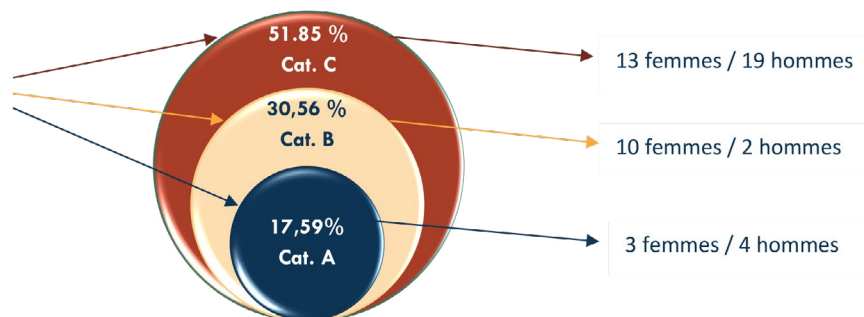 51.85 %
Cat. C
13 femmes / 19 hommes
30,56 %
Cat. B
10 femmes / 2 hommes
17,59%
Cat. A
3 femmes / 4 hommes